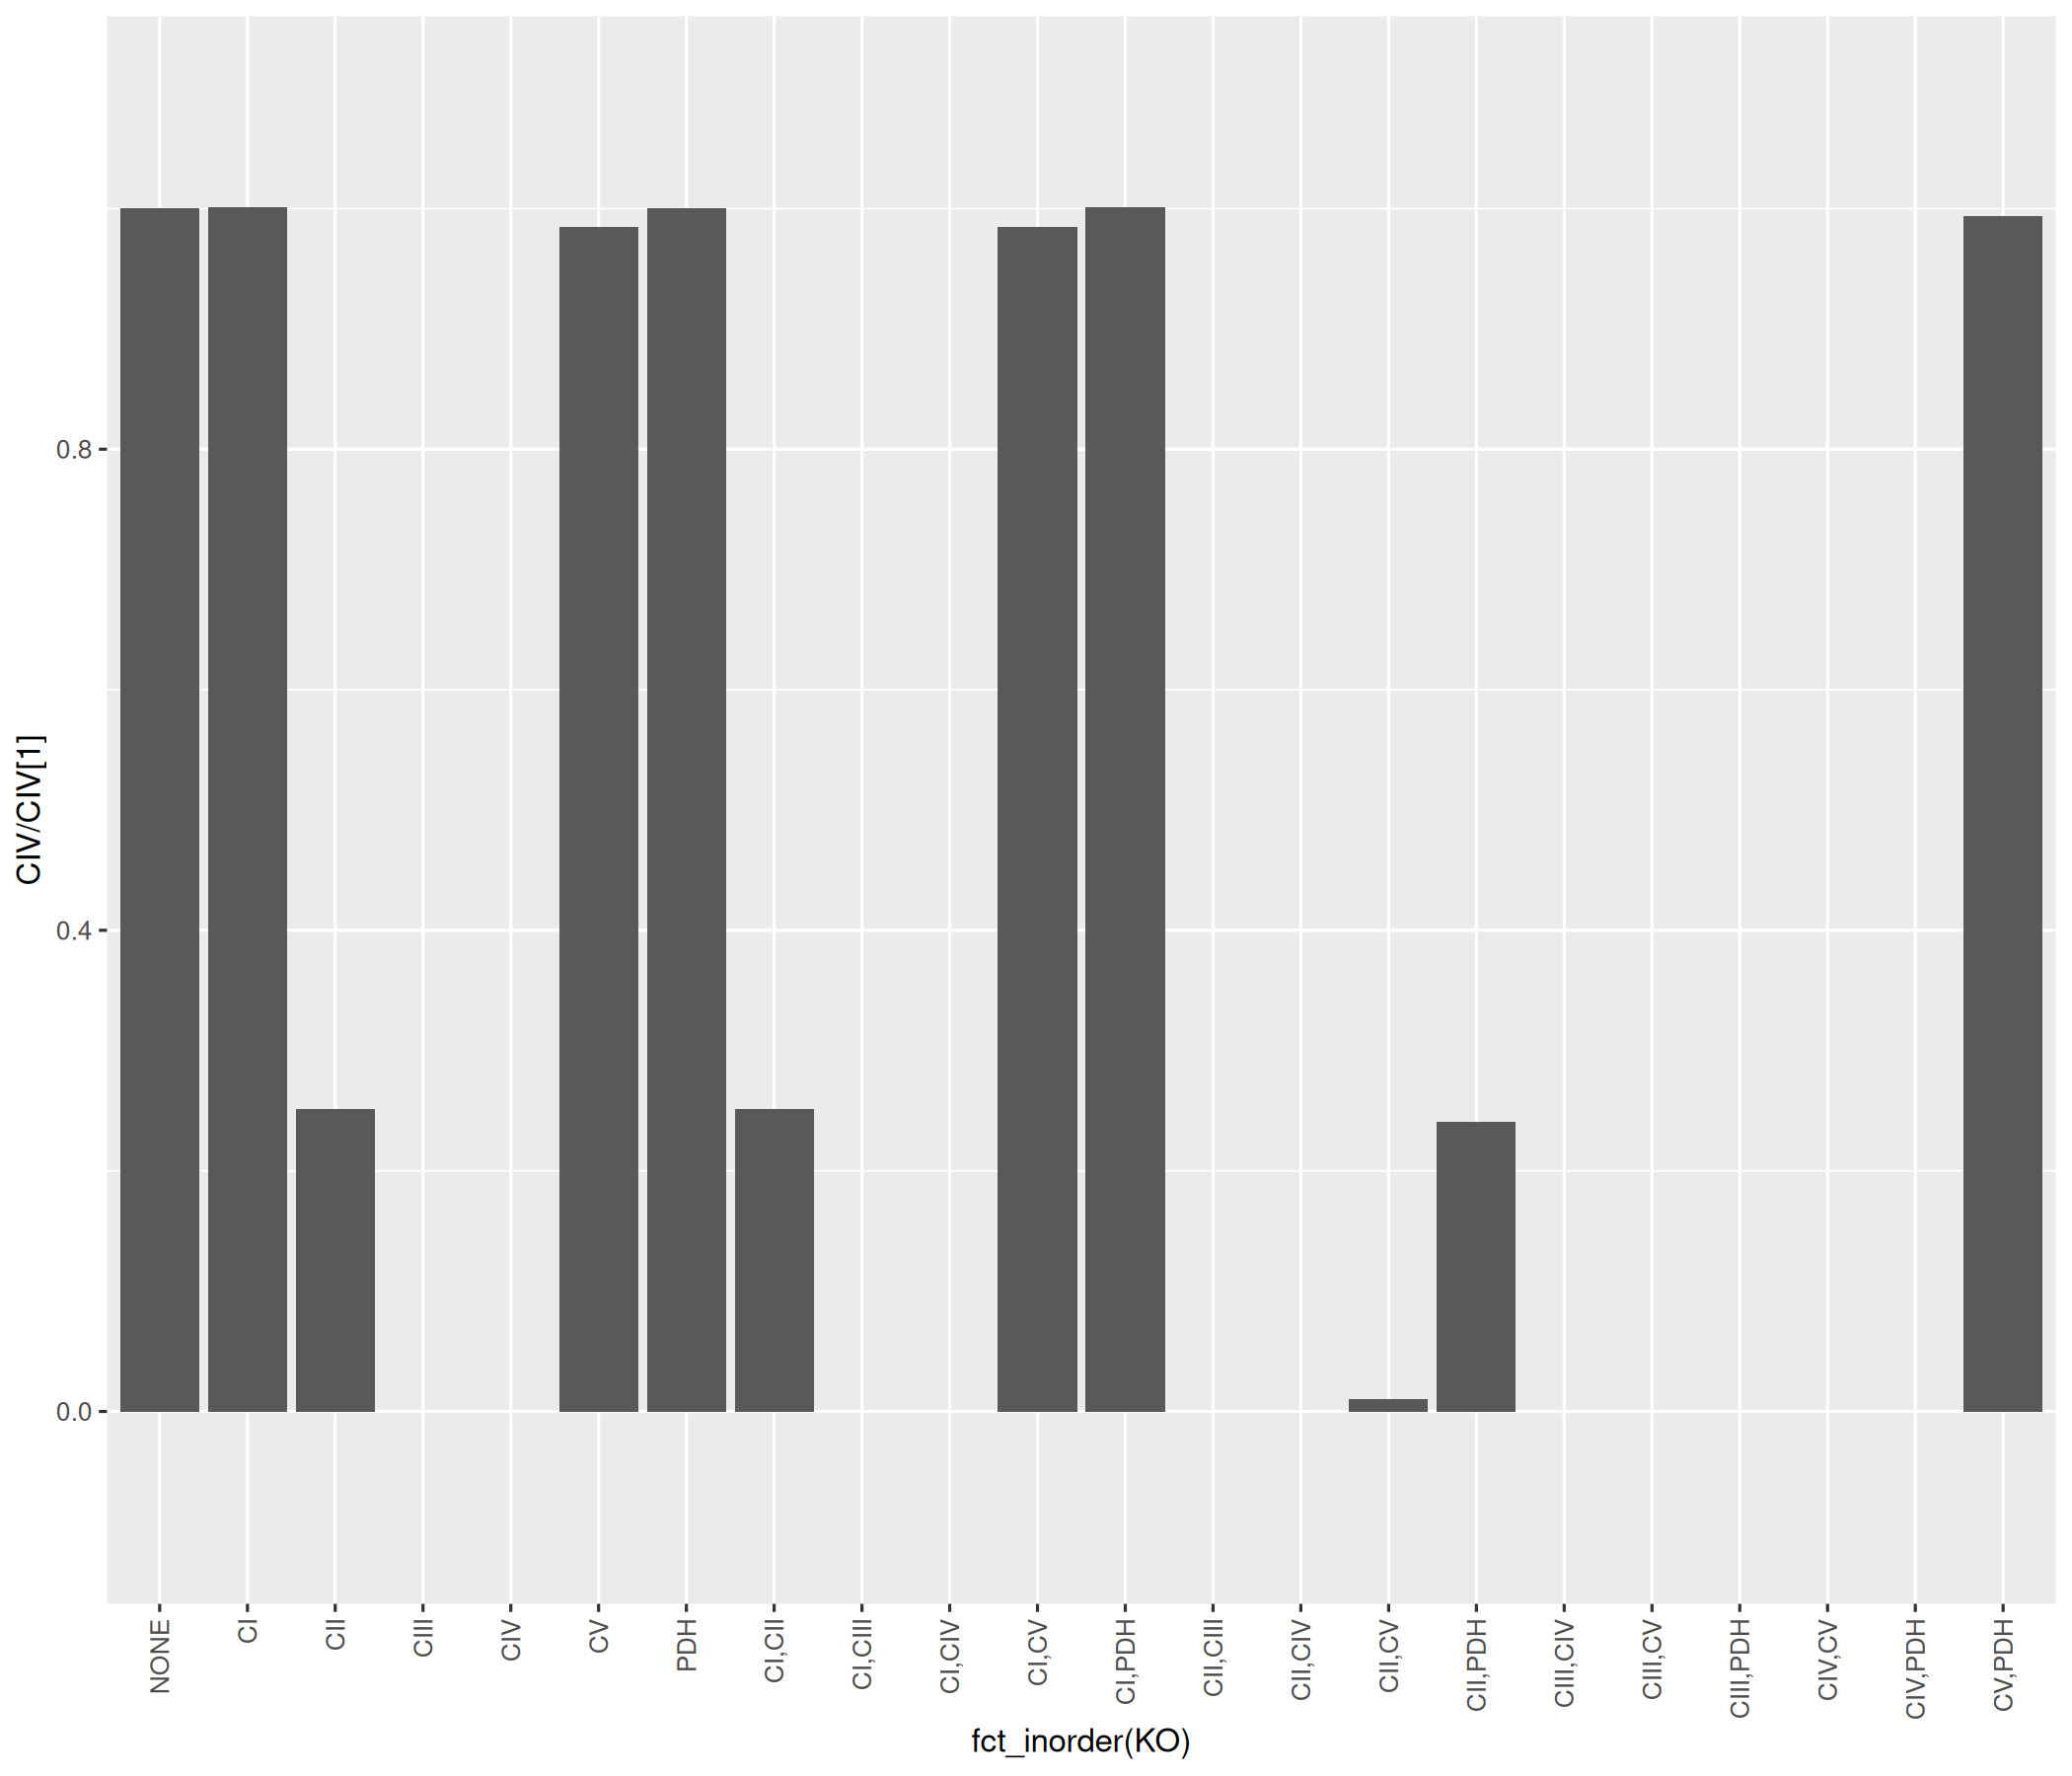 CIV/CIV[1]
0.8
0.4
0.0
NONE
CI
CII
CIII
CIV
CV
PDH
CI,CII
CI,CIII
CI,CIV
CI,CV
CI,PDH
CII,CIII
CII,CIV
CII,CV
CII,PDH
CIII,CIV
CIII,CV
CIII,PDH
CIV,CV
CIV,PDH
CV,PDH
fct_inorder(KO)